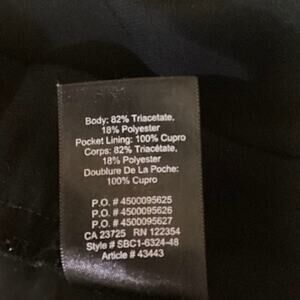 Body: 82% Triacetate,
18% Polyester
Pocket Lining: 100% Cupro
Corps: 82% Triacétate,
18% Polyester
Doublure De La Poche:
100% Cupro
P.O. # 4500095625
P.O. # 4500095626
P.O. # 4500095627
CA 23725 RN 122354
Style # SBC1-6324-48
Article # 43443